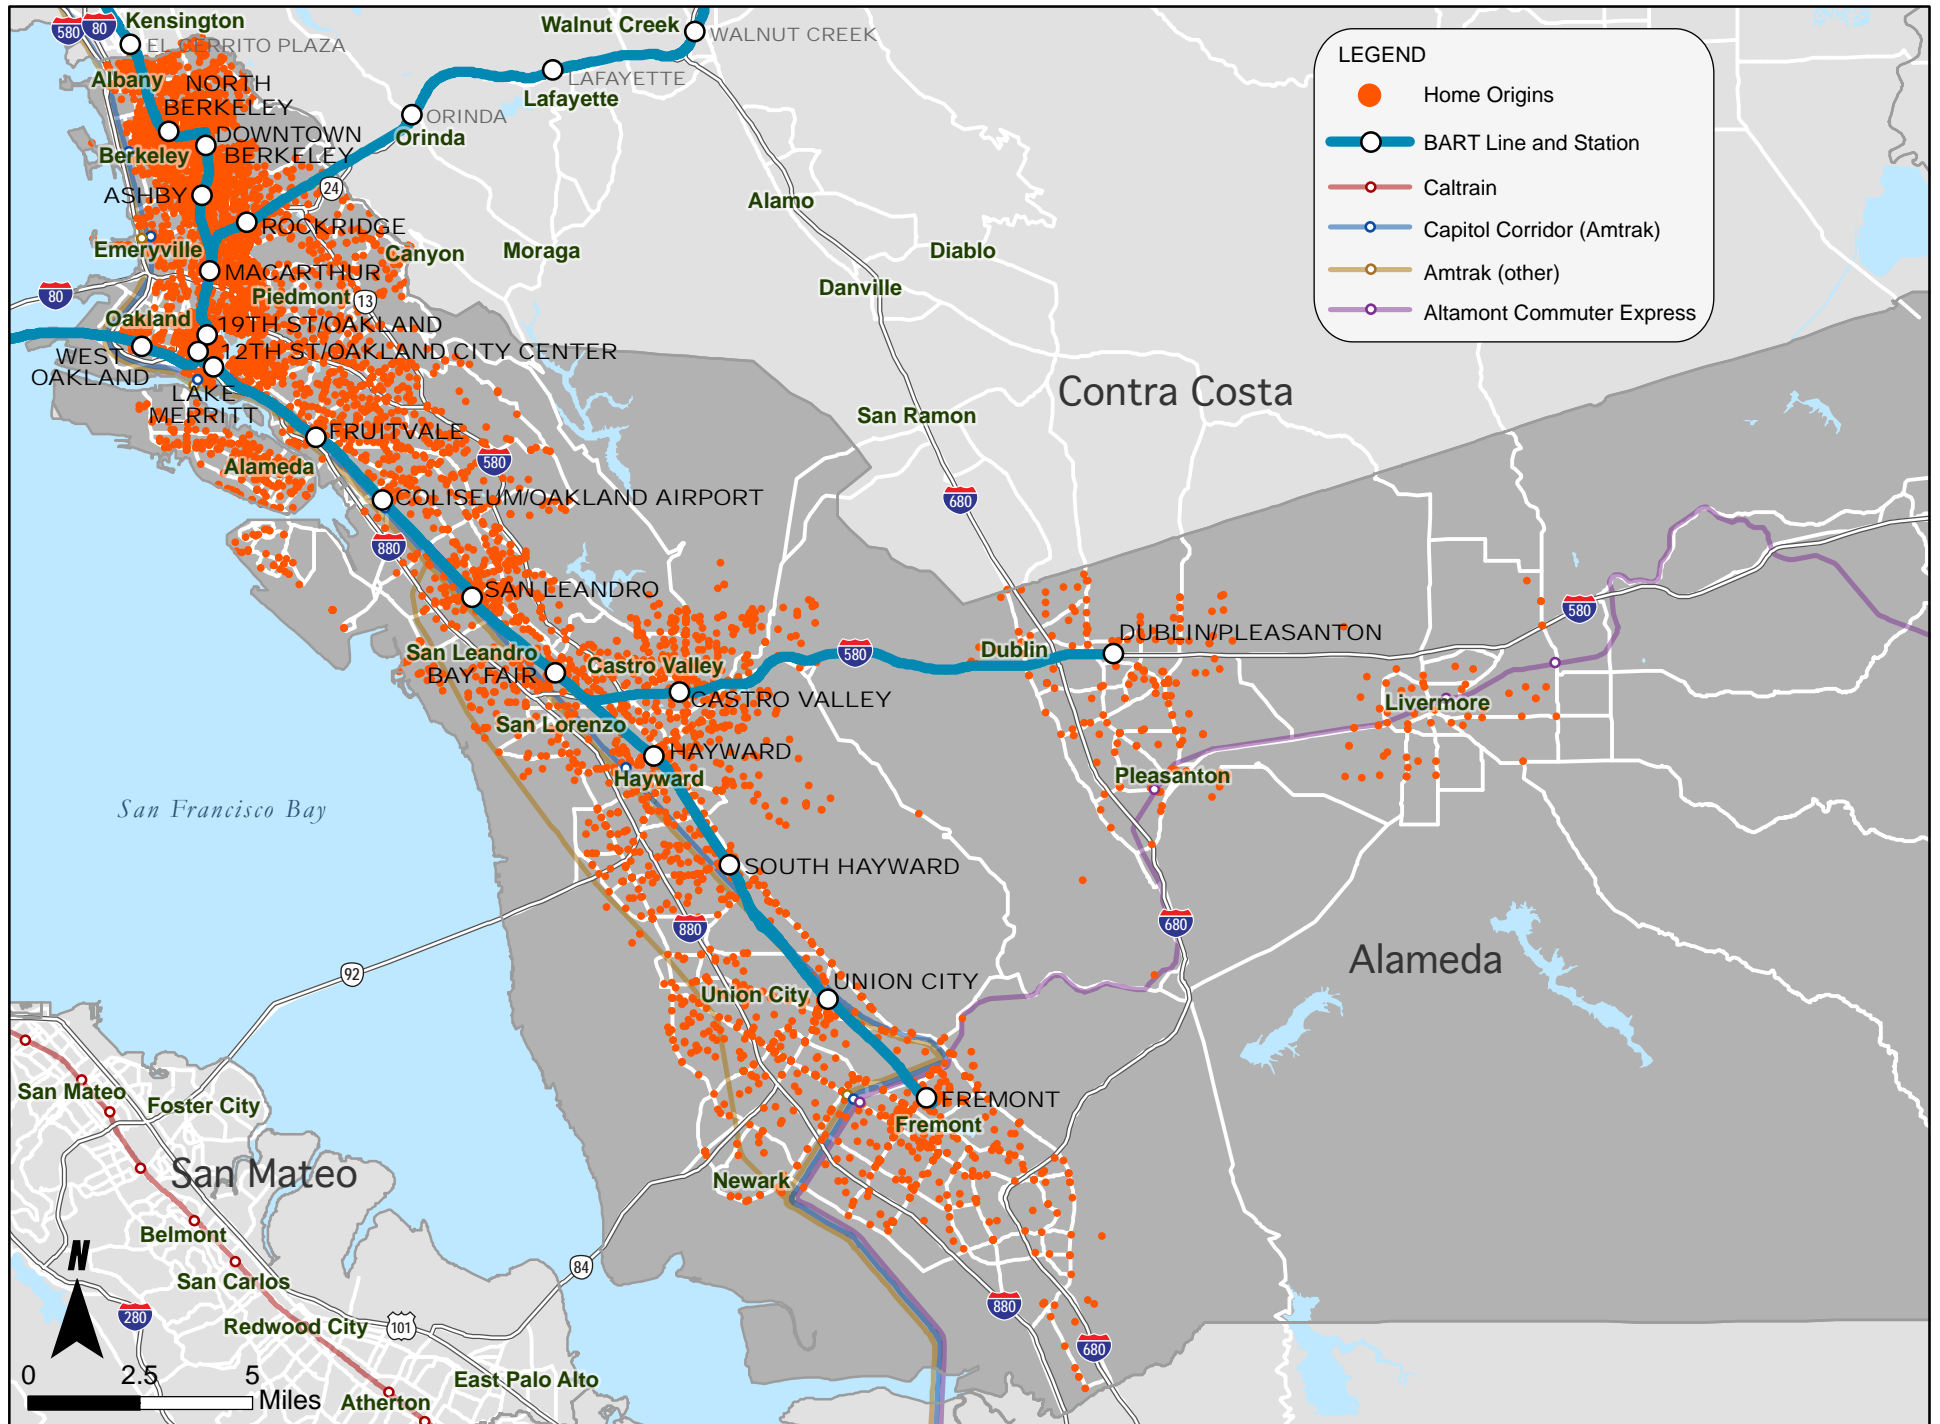 Kensington
580
80
EL CERRITO PLAZA
Walnut Creek
WALNUT CREEK
LAFAYETTE
Lafayette
Albany
NORTH
BERKELEY
ORINDA
Orinda
DOWNTOWN
BERKELEY
Berkeley
ASHBY
24
ROCKRIDGE
Emeryville
Canyon
Moraga
Alamo
Diablo
Danville
MACARTHUR
Piedmont
13
80
Oakland
19TH ST/OAKLAND
12TH ST/OAKLAND CITY CENTER
WEST
OAKLAND
LAKE
MERRITT
FRUITVALE
Alameda
580
San Ramon
Contra Costa
680
COLISEUM/OAKLAND AIRPORT
880
SAN LEANDRO
San Leandro
BAY FAIR
Castro Valley
CASTRO VALLEY
580
Dublin
DUBLIN/PLEASANTON
580
San Lorenzo
HAYWARD
Hayward
Livermore
Pleasanton
San Francisco Bay
SOUTH HAYWARD
880
680
Alameda
92
UNION CITY
Union City
FREMONT
Fremont
Newark
San Mateo
Foster City
San Mateo
Belmont
San Carlos
84
280
Redwood City
101
880
680
East Palo Alto
Atherton
N
0
2.5
5
Miles
LEGEND
Home Origins
BART Line and Station
Caltrain
Capitol Corridor (Amtrak)
Amtrak (other)
Altamont Commuter Express